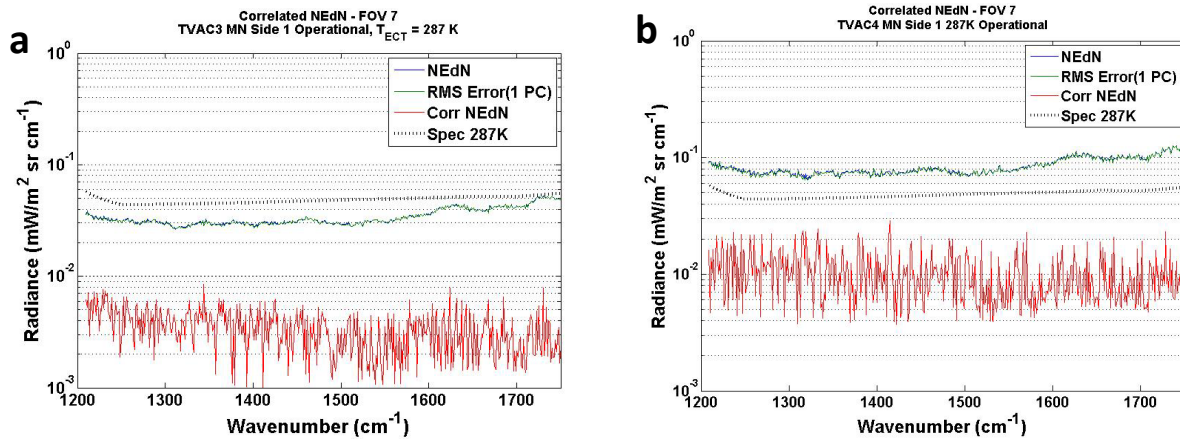 a
Correlated NEdN - FOV 7
TVAC3 MN Side 1 Operational, T_ECT = 287 K
NEdN
RMS Error(1 PC)
Corr NEdN
Spec 287K
Radiance (mW/m² sr cm⁻¹)
10⁰
10⁻¹
10⁻²
10⁻³
1200 1300 1400 1500 1600 1700
Wavenumber (cm⁻¹)
b
Correlated NEdN - FOV 7
TVAC4 MN Side 1 287K Operational
NEdN
RMS Error(1 PC)
Corr NEdN
Spec 287K
Radiance (mW/m² sr cm⁻¹)
10⁰
10⁻¹
10⁻²
10⁻³
1200 1300 1400 1500 1600 1700
Wavenumber (cm⁻¹)